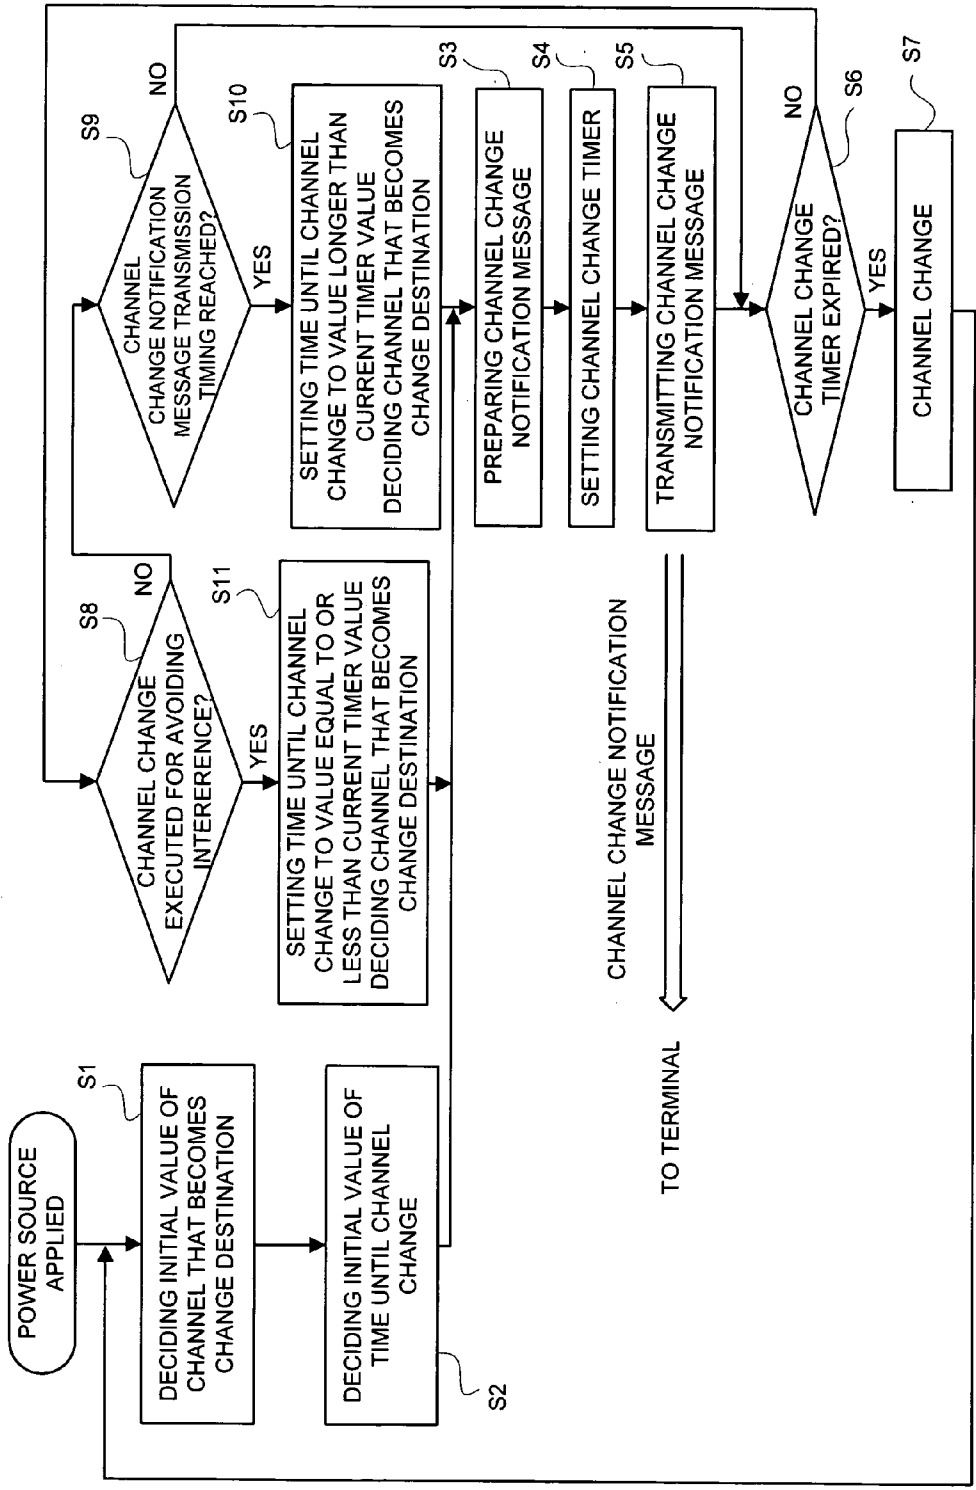 POWER SOURCE
APPLIED
S1
DECIDING INITIAL VALUE OF
CHANNEL THAT BECOMES
CHANGE DESTINATION
DECIDING INITIAL VALUE OF
TIME UNTIL CHANNEL
CHANGE
S2
S8
CHANNEL CHANGE
EXECUTED FOR AVOIDING
INTERERENCE?
NO
YES
S11
SETTING TIME UNTIL CHANNEL
CHANGE TO VALUE EQUAL TO OR
LESS THAN CURRENT TIMER VALUE
DECIDING CHANNEL THAT BECOMES
CHANGE DESTINATION
S9
CHANNEL
CHANGE NOTIFICATION
MESSAGE TRANSMISSION
TIMING REACHED?
NO
YES
S10
SETTING TIME UNTIL CHANNEL
CHANGE TO VALUE LONGER THAN
CURRENT TIMER VALUE
DECIDING CHANNEL THAT BECOMES
CHANGE DESTINATION
S3
PREPARING CHANNEL CHANGE
NOTIFICATION MESSAGE
S4
SETTING CHANNEL CHANGE TIMER
S5
TRANSMITTING CHANNEL CHANGE
NOTIFICATION MESSAGE
CHANNEL CHANGE NOTIFICATION
MESSAGE
TO TERMINAL
S6
CHANNEL CHANGE
TIMER EXPIRED?
NO
YES
S7
CHANNEL CHANGE